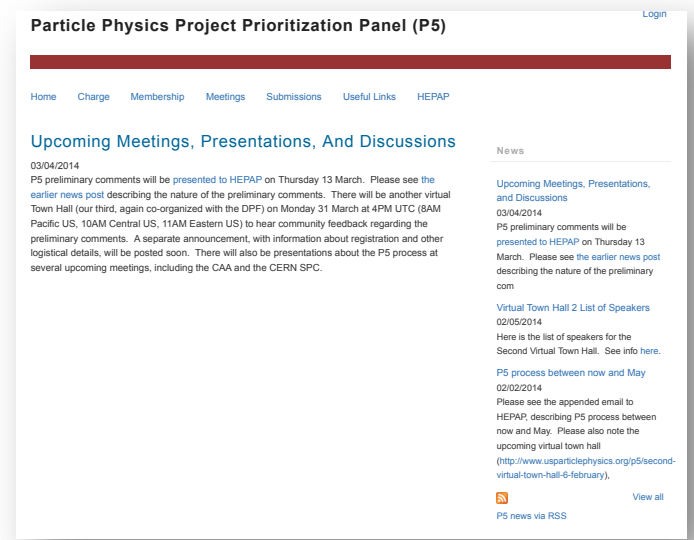 Login
Particle Physics Project Prioritization Panel (P5)
Home Charge Membership Meetings Submissions Useful Links HEPAP
Upcoming Meetings, Presentations, And Discussions
03/04/2014
P5 preliminary comments will be presented to HEPAP on Thursday 13 March. Please see the
earlier news post describing the nature of the preliminary comments. There will be another virtual
Town Hall (our third, again co-organized with the DPF) on Monday 31 March at 4PM UTC (8AM
Pacific US, 10AM Central US, 11AM Eastern US) to hear community feedback regarding the
preliminary comments. A separate announcement, with information about registration and other
logistical details, will be posted soon. There will also be presentations about the P5 process at
several upcoming meetings, including the CAA and the CERN SPC.
News
Upcoming Meetings, Presentations,
and Discussions
03/04/2014
P5 preliminary comments will be
presented to HEPAP on Thursday 13
March. Please see the earlier news post
describing the nature of the preliminary
com
Virtual Town Hall 2 List of Speakers
02/05/2014
Here is the list of speakers for the
Second Virtual Town Hall. See info here.
P5 process between now and May
02/02/2014
Please see the appended email to
HEPAP, describing P5 process between
now and May. Please also note the
upcoming virtual town hall
(http://www.usparticlephysics.org/p5/second-
virtual-town-hall-6-february),
View all
P5 news via RSS